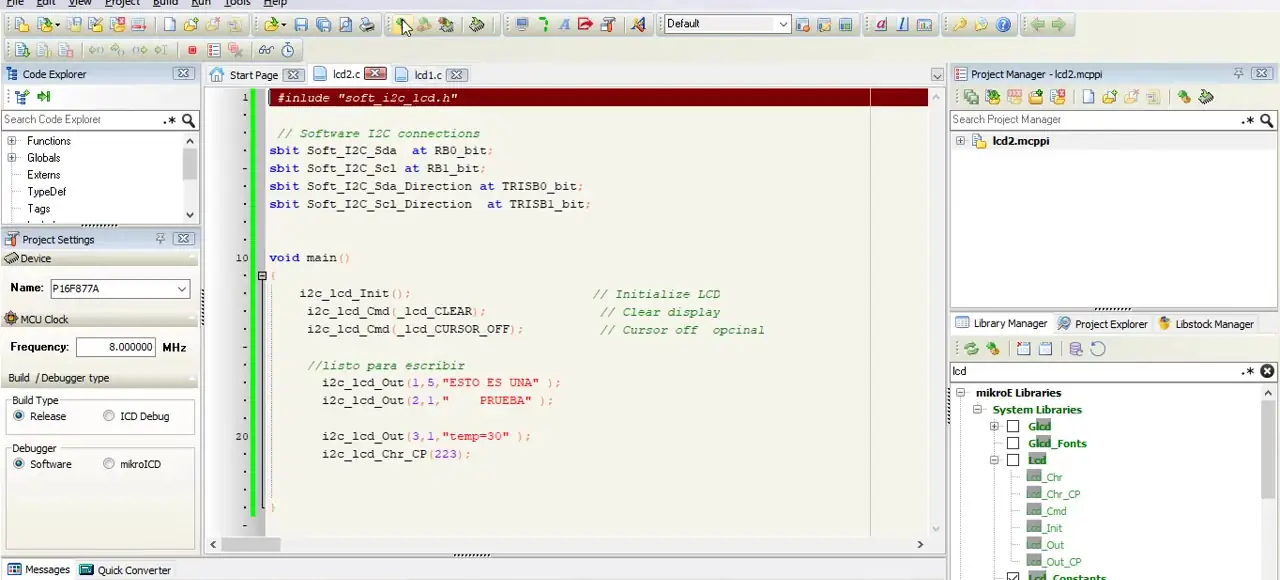 File Edit View Project Build Run Tools Help
Default
Code Explorer
Start Page
lcd2.c
lcd1.c
Project Manager - lcd2.mcppi
Search Code Explorer
.*
Functions
Globals
Externs
TypeDef
Tags
Project Settings
Device
Name: P16F877A
MCU Clock
Frequency: 8.000000 MHz
Build / Debugger type
Build Type
Release
ICD Debug
Debugger
Software
mikroICD
1 #inlude "soft_i2c_lcd.h"
// Software I2C connections
sbit Soft_I2C_Sda at RB0_bit;
sbit Soft_I2C_Scl at RB1_bit;
sbit Soft_I2C_Sda_Direction at TRISB0_bit;
sbit Soft_I2C_Scl_Direction at TRISB1_bit;
10 void main()
{
i2c_lcd_Init(); // Initialize LCD
i2c_lcd_Cmd(_lcd_CLEAR); // Clear display
i2c_lcd_Cmd(_lcd_CURSOR_OFF); // Cursor off opcinal
//listo para escribir
i2c_lcd_Out(1,5,"ESTO ES UNA" );
i2c_lcd_Out(2,1,"    PRUEBA" );
20 i2c_lcd_Out(3,1,"temp=30" );
i2c_lcd_Chr_CP(223);
}
Search Project Manager
.*
lcd2.mcppi
Library Manager
Project Explorer
Libstock Manager
lcd
.*
mikroE Libraries
System Libraries
Glcd
Glcd_Fonts
Lcd
Lcd_Chr
Lcd_Chr_CP
Lcd_Cmd
Lcd_Init
Lcd_Out
Lcd_Out_CP
Lcd_Constants
Messages
Quick Converter